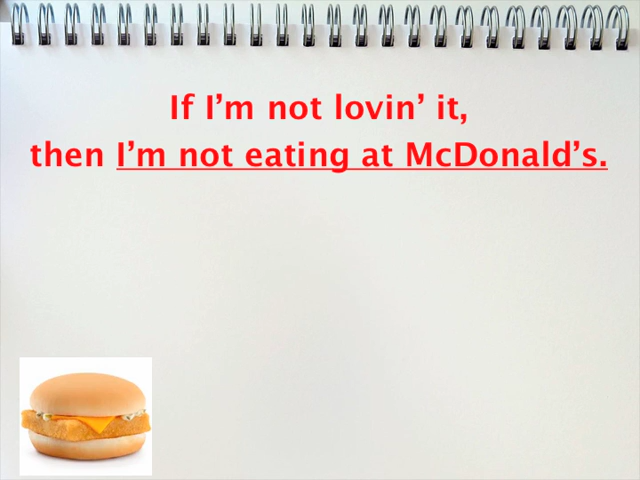 If I’m not lovin’ it,
then I’m not eating at McDonald’s.